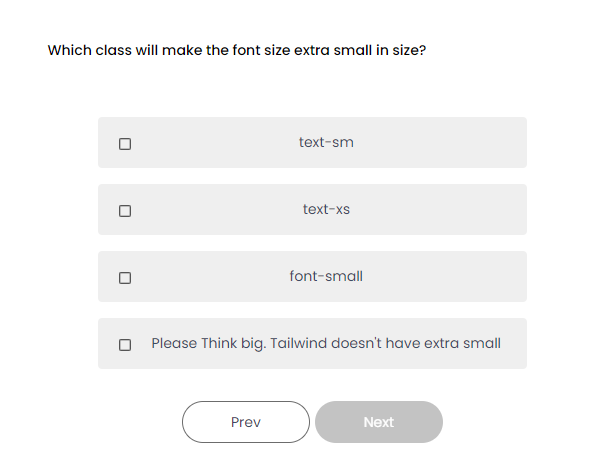 Which class will make the font size extra small in size?
text-sm
text-xs
font-small
Please Think big. Tailwind doesn't have extra small
Prev
Next